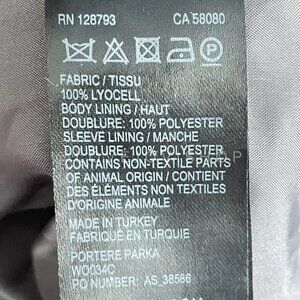 RN 128793 CA 58080
FABRIC / TISSU
100% LYOCELL
BODY LINING / HAUT
DOUBLURE: 100% POLYESTER
SLEEVE LINING / MANCHE
DOUBLURE: 100% POLYESTER
CONTAINS NON-TEXTILE PARTS
OF ANIMAL ORIGIN / CONTIENT
DES ÉLÉMENTS NON TEXTILES
D'ORIGINE ANIMALE
MADE IN TURKEY
FABRIQUÉ EN TURQUIE
PORTERE PARKA
WO034C
PO NUMBER: AS_38586